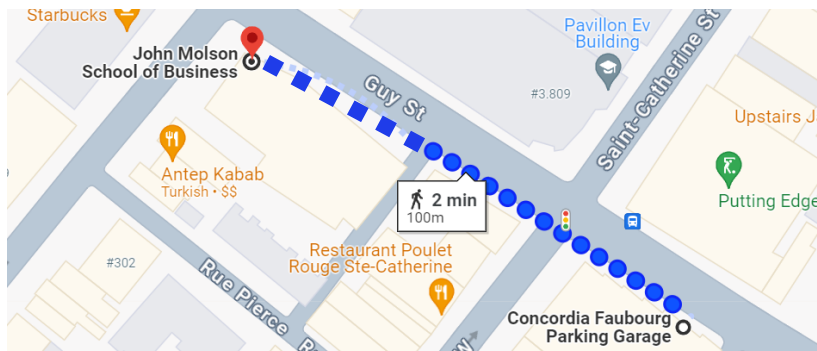 Starbucks
John Molson
School of Business
Guy St
Pavillon Ev
Building
#3.809
Saint-Catherine St
Upstairs J
Putting Edge
Antep Kabab
Turkish • $$
2 min
100m
Restaurant Poulet
Rouge Ste-Catherine
#302
Rue Pierce
R
W
Concordia Faubourg
Parking Garage